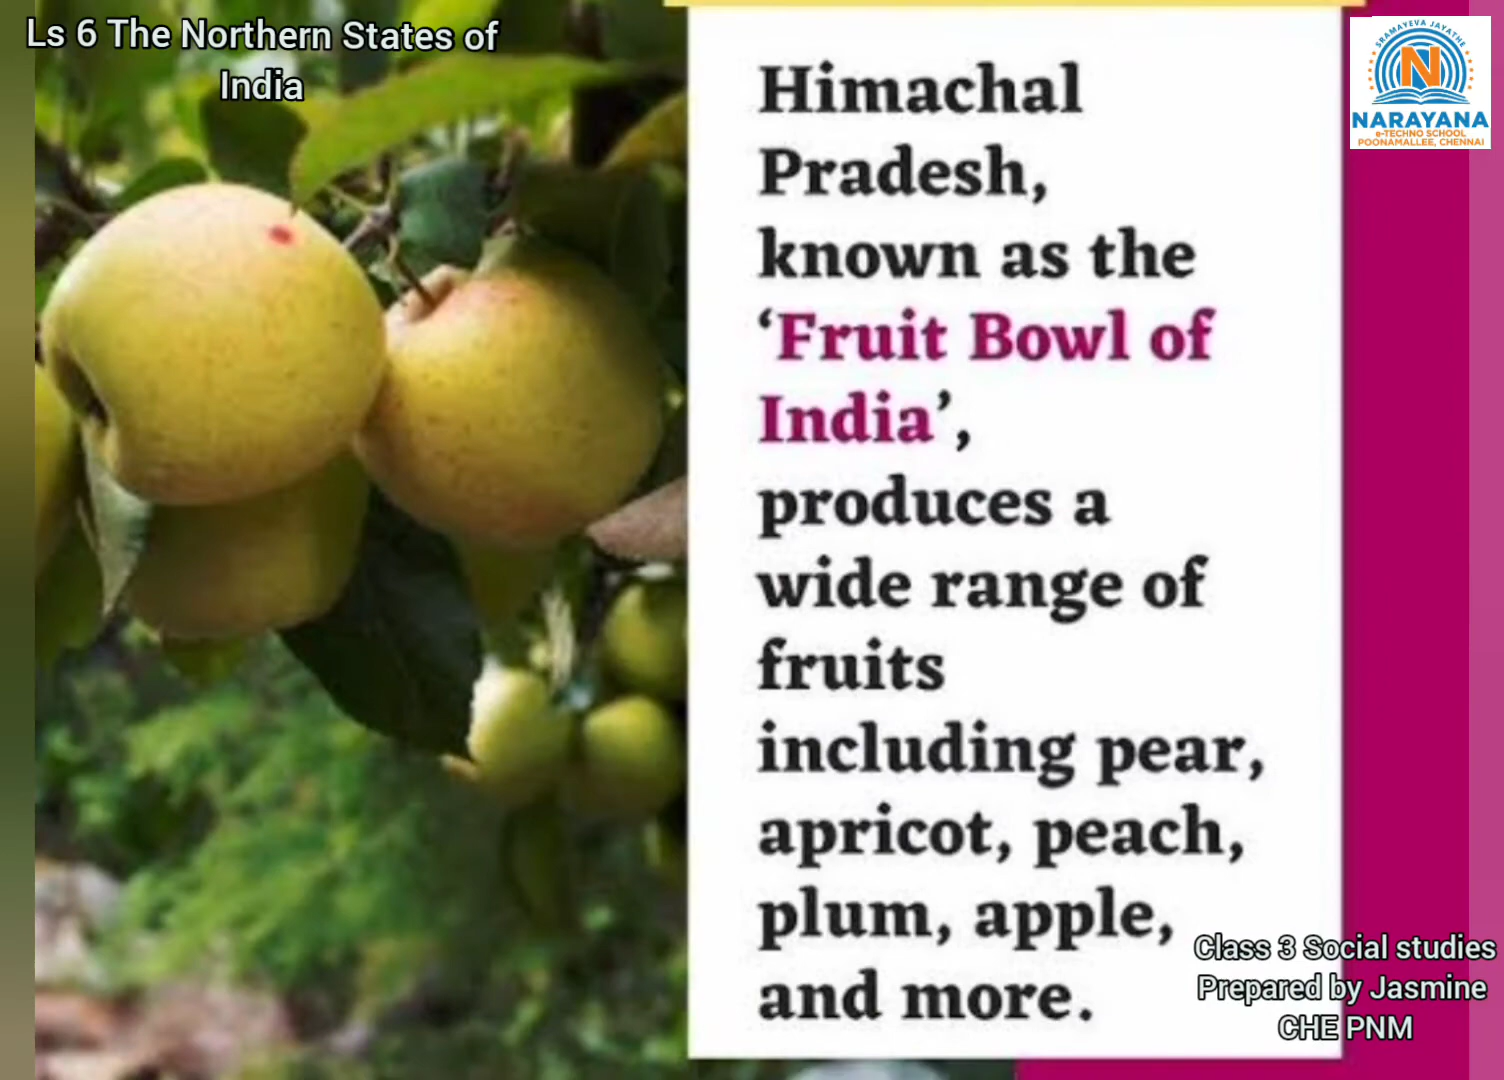 Ls 6 The Northern States of
India
Himachal
Pradesh,
known as the
‘Fruit Bowl of
India’,
produces a
wide range of
fruits
including pear,
apricot, peach,
plum, apple,
and more.
SRAMAYEVA JAYATHE
N
NARAYANA
e-TECHNO SCHOOL
POONAMALLEE, CHENNAI
Class 3 Social studies
Prepared by Jasmine
CHE PNM